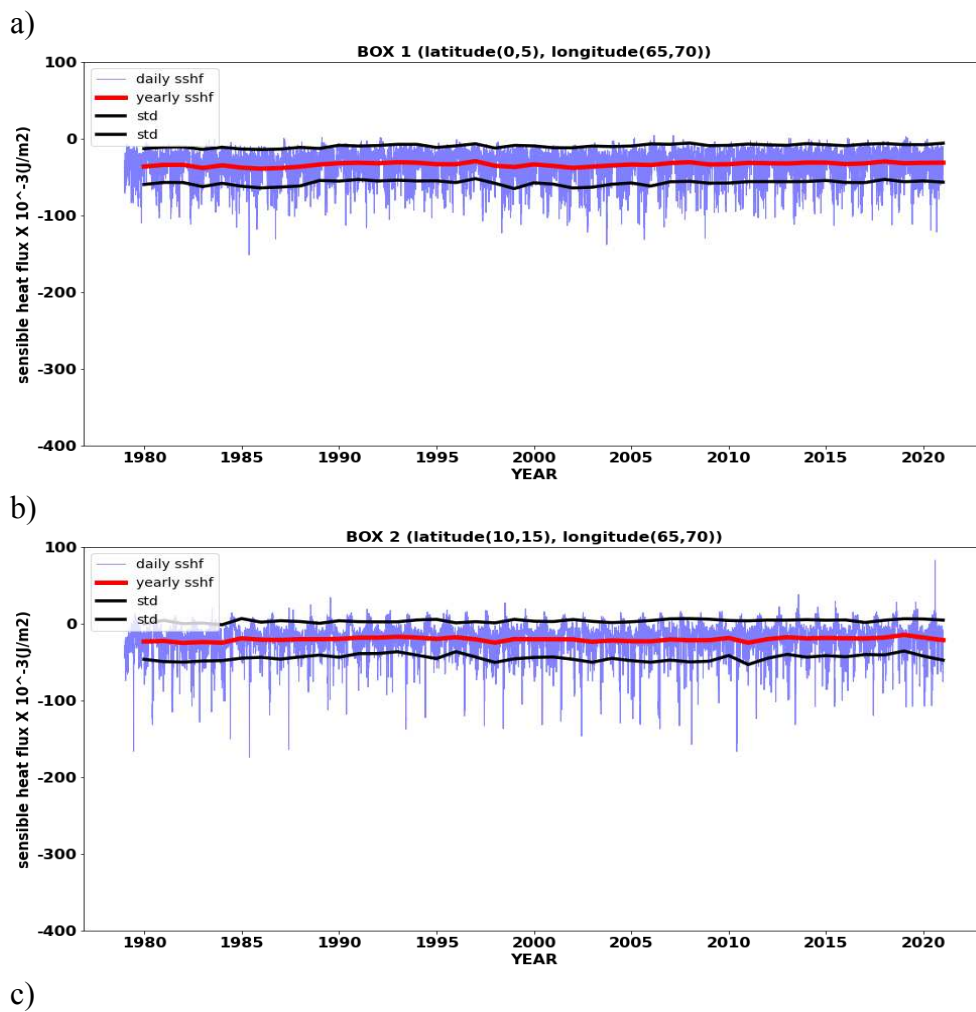 a)
BOX 1 (latitude(0,5), longitude(65,70))
daily sshf
yearly sshf
std
std
sensible heat flux X 10^-3(J/m2)
100
0
-100
-200
-300
-400
1980 1985 1990 1995 2000 2005 2010 2015 2020
YEAR
b)
BOX 2 (latitude(10,15), longitude(65,70))
daily sshf
yearly sshf
std
std
sensible heat flux X 10^-3(J/m2)
100
0
-100
-200
-300
-400
1980 1985 1990 1995 2000 2005 2010 2015 2020
YEAR
c)